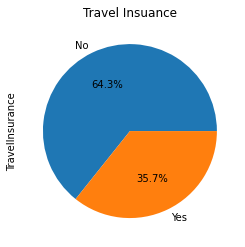 Travel Insuance
No
64.3%
TravelInsurance
35.7%
Yes